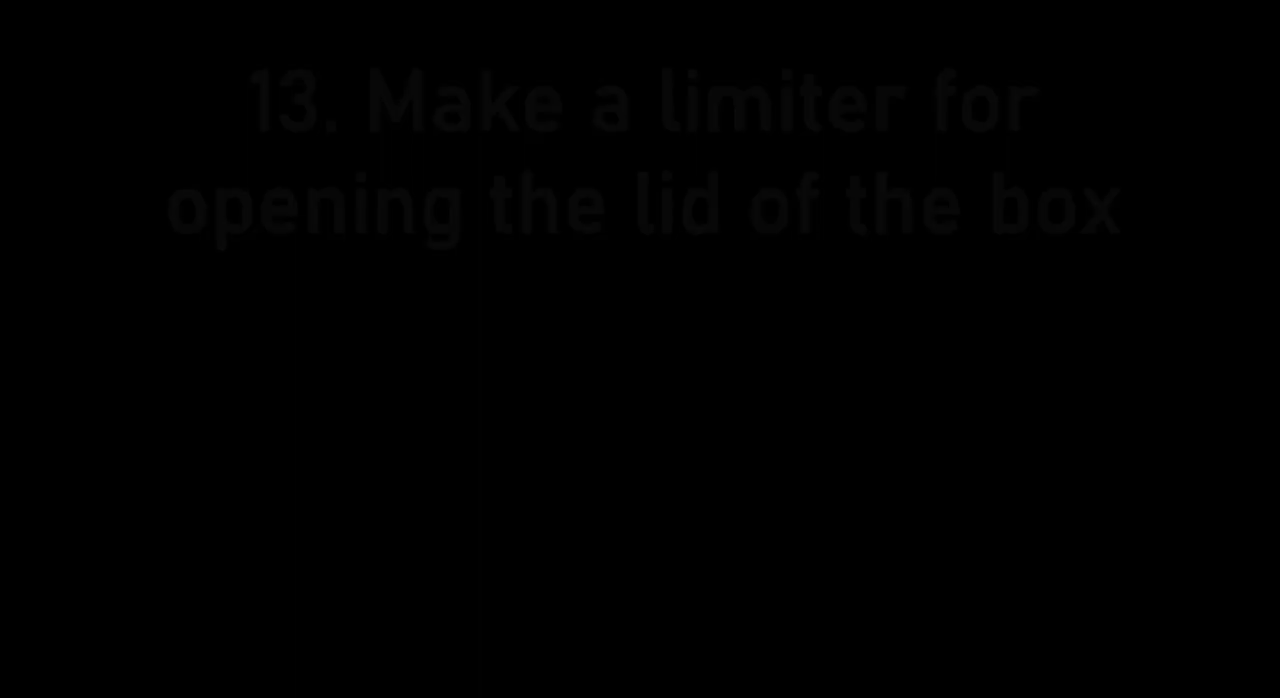 13. Make a limiter for
opening the lid of the box